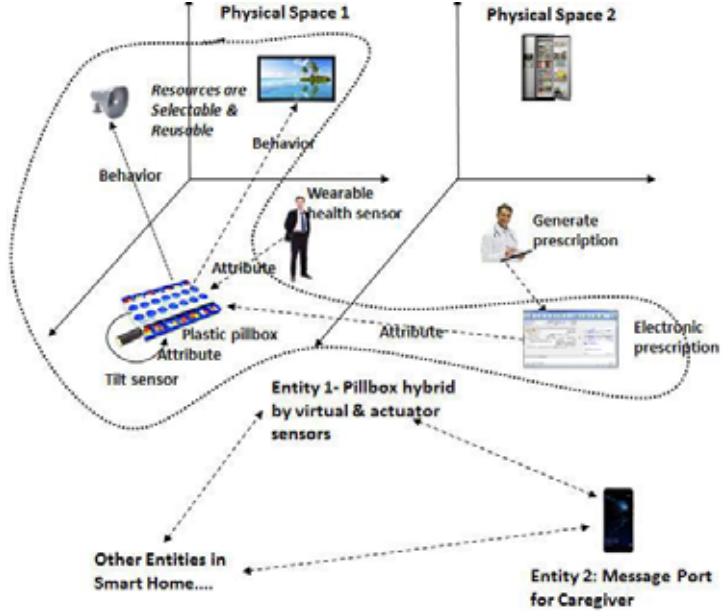 Physical Space 1
Physical Space 2
Resources are
Selectable &
Reusable
Behavior
Behavior
Wearable
health sensor
Generate
prescription
Attribute
Plastic pillbox
Attribute
Attribute
Electronic
prescription
Tilt sensor
Entity 1- Pillbox hybrid
by virtual & actuator
sensors
Other Entities in
Smart Home....
Entity 2: Message Port
for Caregiver